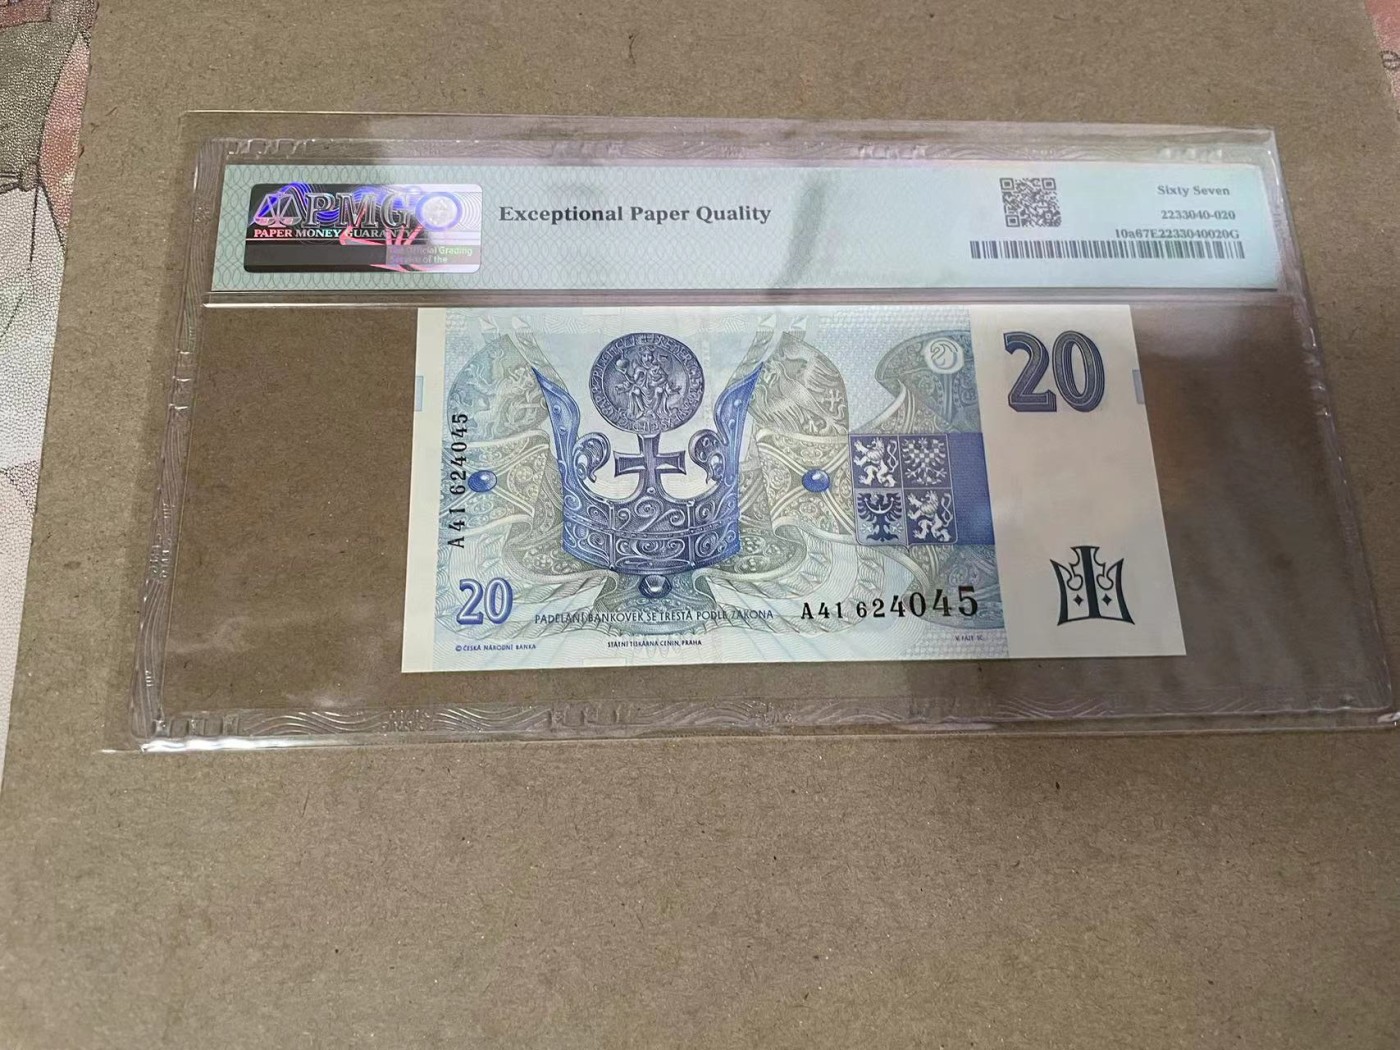 PMG
PAPER MONEY GUARANTY
Exceptional Paper Quality
Sixty Seven
2233040-020
10a67E2233040020G
20
A41 624045
20
PADĚLÁNÍ BANKOVEK SE TRESTÁ PODLE ZÁKONA
A41 624045
© ČESKÁ NÁRODNÍ BANKA
STÁTNÍ TISKÁRNA CENIN, PRAHA